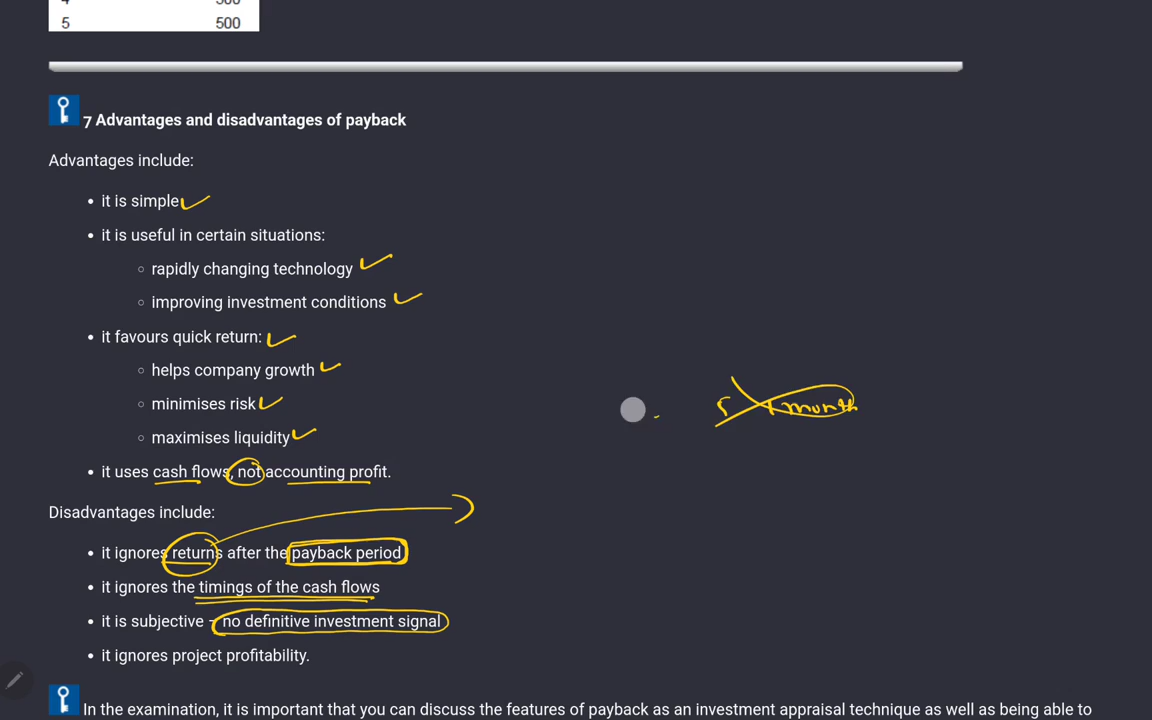 5 500
7 Advantages and disadvantages of payback
Advantages include:
• it is simple
• it is useful in certain situations:
○ rapidly changing technology
○ improving investment conditions
• it favours quick return:
○ helps company growth
○ minimises risk
month
○ maximises liquidity
• it uses cash flows, not accounting profit.
Disadvantages include:
• it ignores returns after the payback period
• it ignores the timings of the cash flows
• it is subjective – no definitive investment signal
• it ignores project profitability.
In the examination, it is important that you can discuss the features of payback as an investment appraisal technique as well as being able to